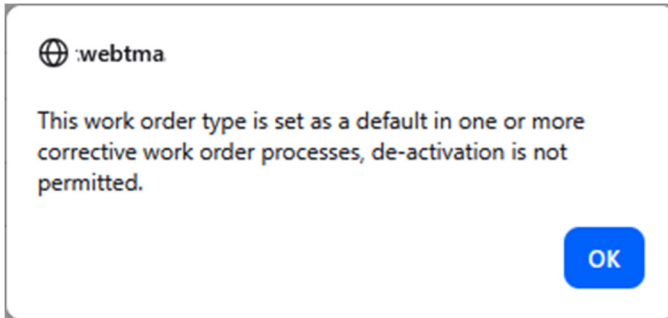 :webtma
This work order type is set as a default in one or more
corrective work order processes, de-activation is not
permitted.
OK